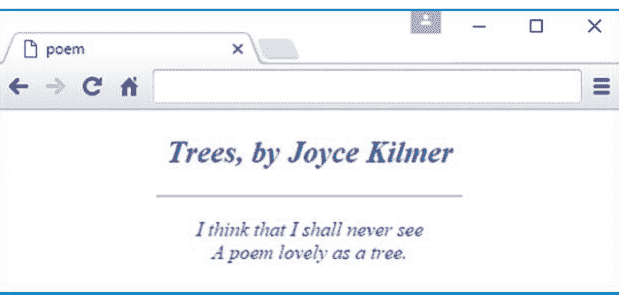 poem
Trees, by Joyce Kilmer
I think that I shall never see
A poem lovely as a tree.